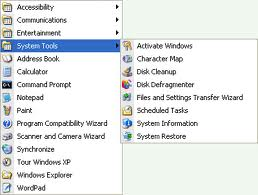 Accessibility
Communications
Entertainment
System Tools
Address Book
Calculator
Command Prompt
Notepad
Paint
Program Compatibility Wizard
Scanner and Camera Wizard
Synchronize
Tour Windows XP
Windows Explorer
WordPad
Activate Windows
Character Map
Disk Cleanup
Disk Defragmenter
Files and Settings Transfer Wizard
Scheduled Tasks
System Information
System Restore